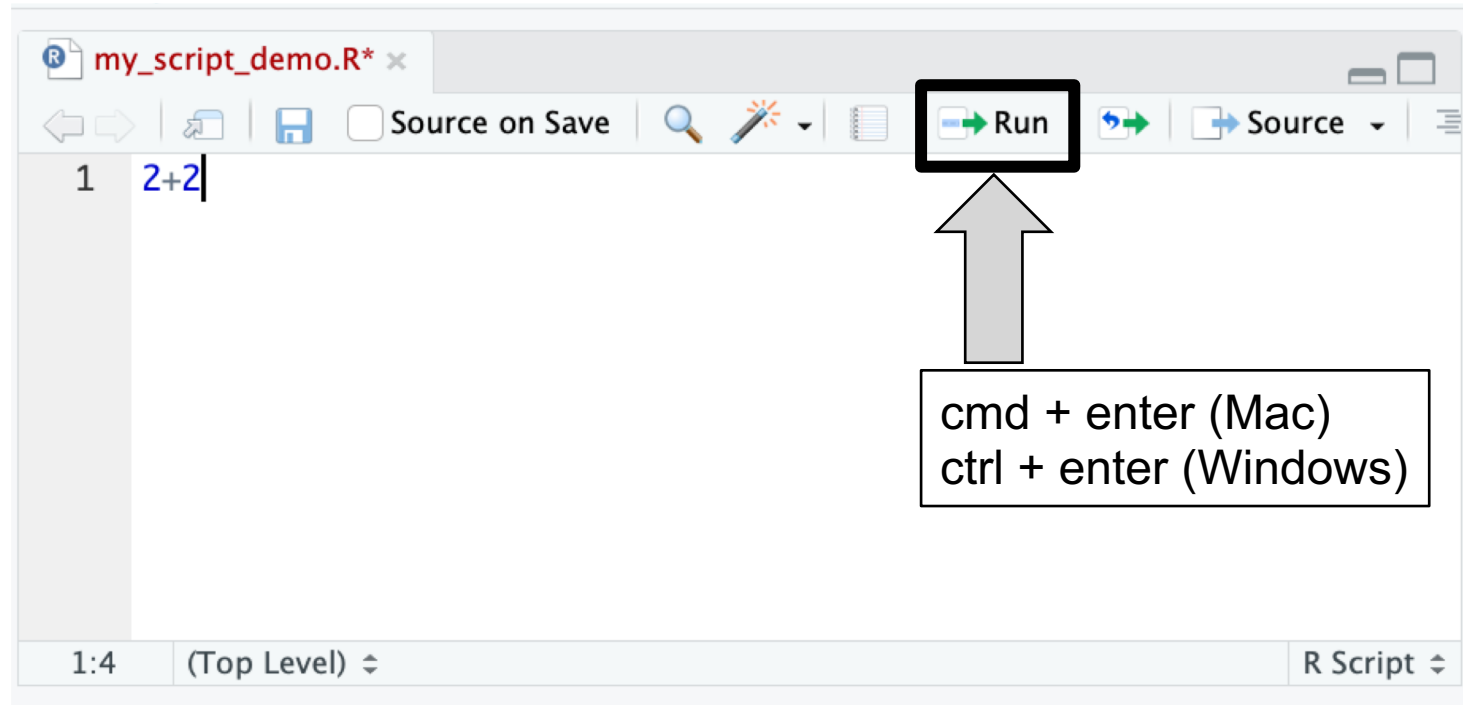 R my_script_demo.R* ×
Source on Save Run Source
1 2+2
cmd + enter (Mac)
ctrl + enter (Windows)
1:4 (Top Level) R Script